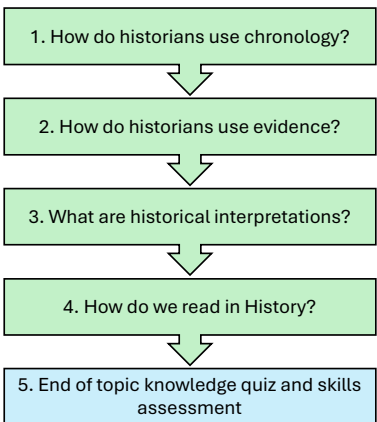 1. How do historians use chronology?
2. How do historians use evidence?
3. What are historical interpretations?
4. How do we read in History?
5. End of topic knowledge quiz and skills
assessment